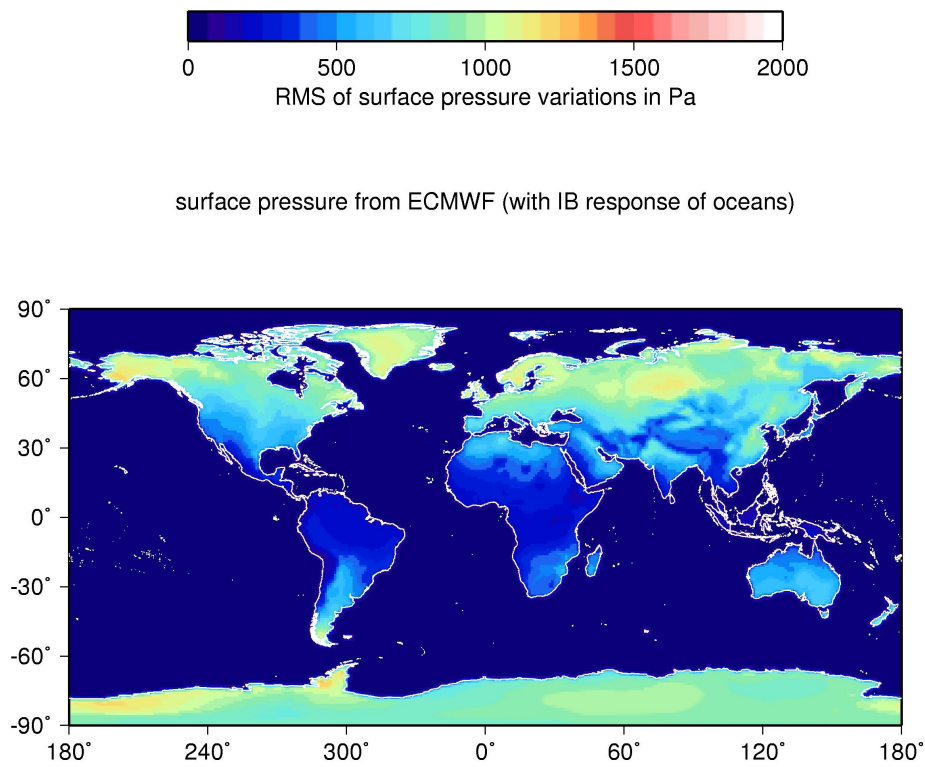 0 500 1000 1500 2000
RMS of surface pressure variations in Pa
surface pressure from ECMWF (with IB response of oceans)
90˚
60˚
30˚
0˚
-30˚
-60˚
-90˚
180˚ 240˚ 300˚ 0˚ 60˚ 120˚ 180˚